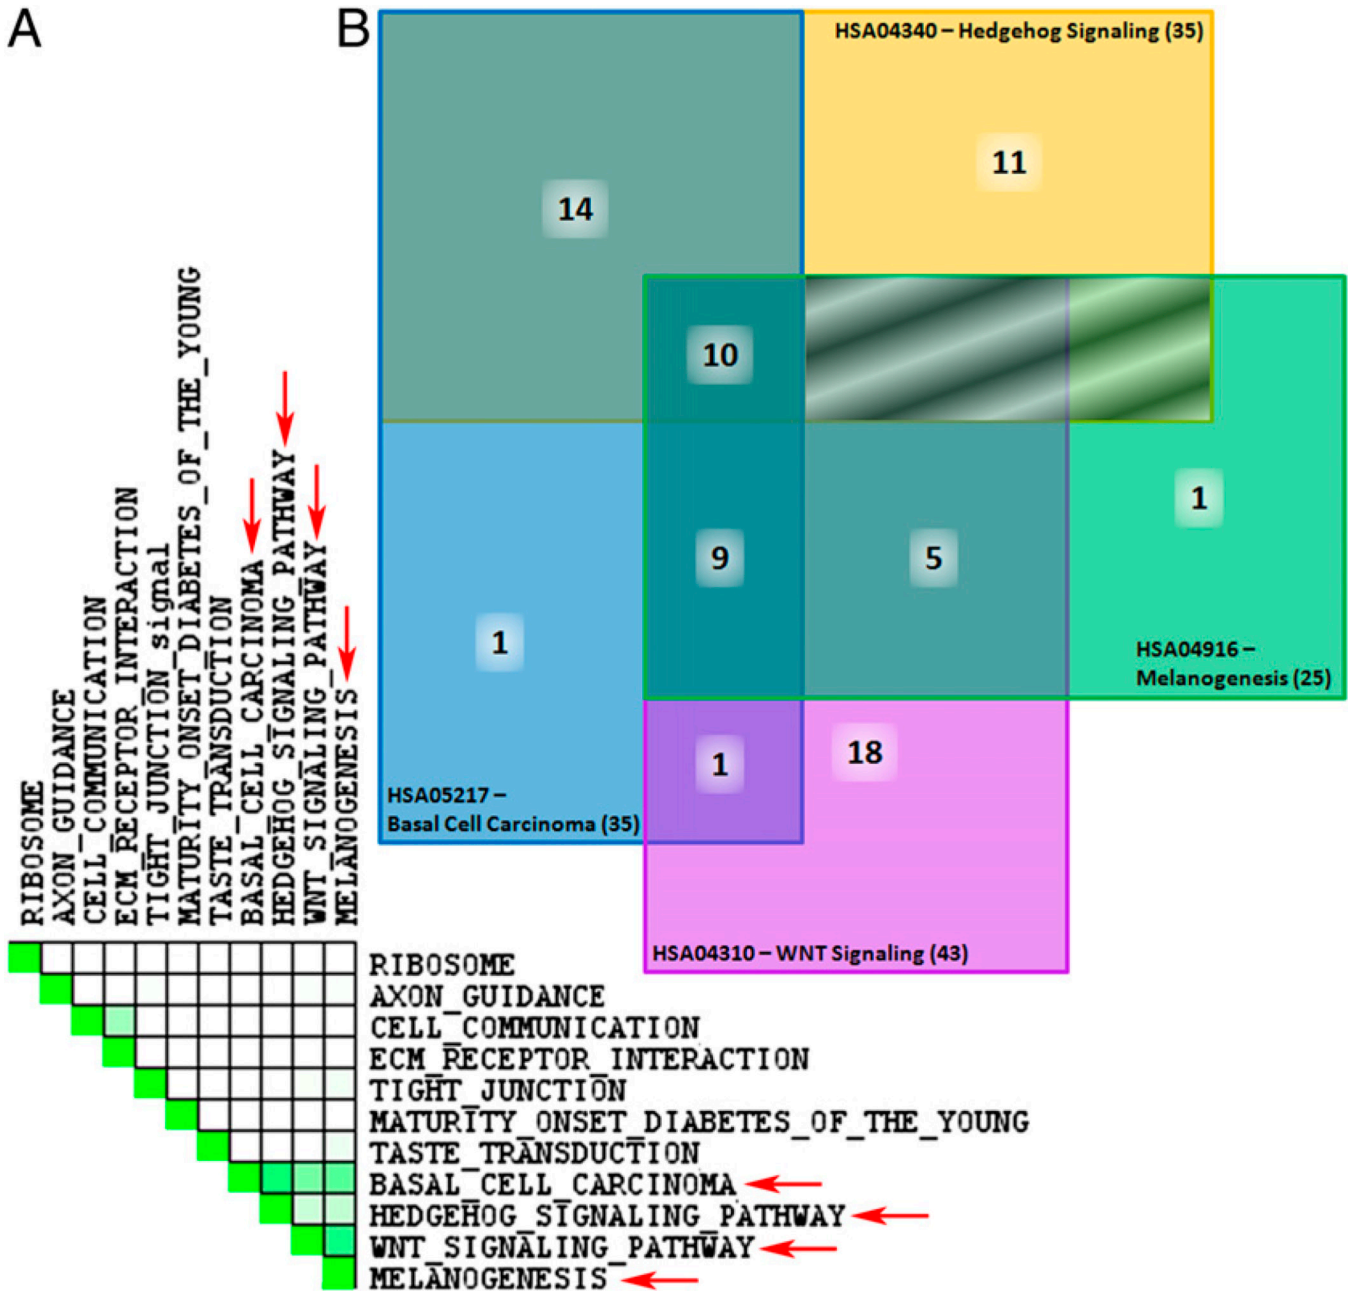 A
B
HSA04340 – Hedgehog Signaling (35)
11
14
10
1
9
5
1
HSA04916 –
Melanogenesis (25)
1
18
HSA05217 –
Basal Cell Carcinoma (35)
HSA04310 – WNT Signaling (43)
RIBOSOME
AXON_GUIDANCE
CELL_COMMUNICATION
ECM_RECEPTOR_INTERACTION
TIGHT_JUNCTION_signal
MATURITY_ONSET_DIABETES_OF_THE_YOUNG
TASTE_TRANSDUCTION
BASAL_CELL_CARCINOMA
HEDGEHOG_SIGNALING_PATHWAY
WNT_SIGNALING_PATHWAY
MELANOGENESIS
RIBOSOME
AXON_GUIDANCE
CELL_COMMUNICATION
ECM_RECEPTOR_INTERACTION
TIGHT_JUNCTION
MATURITY_ONSET_DIABETES_OF_THE_YOUNG
TASTE_TRANSDUCTION
BASAL_CELL_CARCINOMA
HEDGEHOG_SIGNALING_PATHWAY
WNT_SIGNALING_PATHWAY
MELANOGENESIS